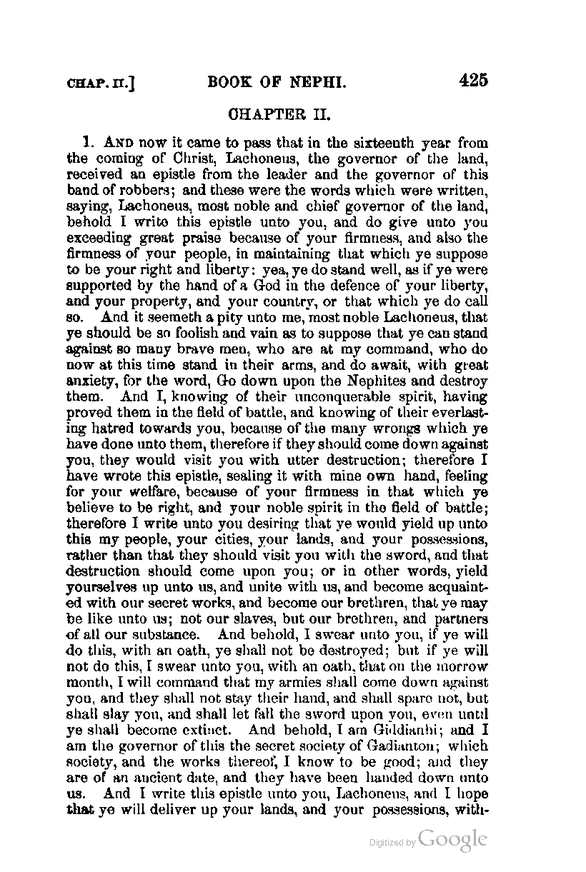 CHAP. II.] BOOK OF NEPHI. 425
CHAPTER II.
1. AND now it came to pass that in the sixteenth year from
the coming of Christ, Lachoneus, the governor of the land,
received an epistle from the leader and the governor of this
band of robbers; and these were the words which were written,
saying, Lachoneus, most noble and chief governor of the land,
behold I write this epistle unto you, and do give unto you
exceeding great praise because of your firmness, and also the
firmness of your people, in maintaining that which ye suppose
to be your right and liberty: yea, ye do stand well, as if ye were
supported by the hand of a God in the defence of your liberty,
and your property, and your country, or that which ye do call
so. And it seemeth a pity unto me, most noble Lachoneus, that
ye should be so foolish and vain as to suppose that ye can stand
against so many brave men, who are at my command, who do
now at this time stand in their arms, and do await, with great
anxiety, for the word, Go down upon the Nephites and destroy
them. And I, knowing of their unconquerable spirit, having
proved them in the field of battle, and knowing of their everlast-
ing hatred towards you, because of the many wrongs which ye
have done unto them, therefore if they should come down against
you, they would visit you with utter destruction; therefore I
have wrote this epistle, sealing it with mine own hand, feeling
for your welfare, because of your firmness in that which ye
believe to be right, and your noble spirit in the field of battle;
therefore I write unto you desiring that ye would yield up unto
this my people, your cities, your lands, and your possessions,
rather than that they should visit you with the sword, and that
destruction should come upon you; or in other words, yield
yourselves up unto us, and unite with us, and become acquaint-
ed with our secret works, and become our brethren, that ye may
be like unto us; not our slaves, but our brethren, and partners
of all our substance. And behold, I swear unto you, if ye will
do this, with an oath, ye shall not be destroyed; but if ye will
not do this, I swear unto you, with an oath, that on the morrow
month, I will command that my armies shall come down against
you, and they shall not stay their hand, and shall spare not, but
shall slay you, and shall let fall the sword upon you, even until
ye shall become extinct. And behold, I am Giddianhi; and I
am the governor of this the secret society of Gadianton; which
society, and the works thereof, I know to be good; and they
are of an ancient date, and they have been handed down unto
us. And I write this epistle unto you, Lachoneus, and I hope
that ye will deliver up your lands, and your possessions, with-
Digitized by Google